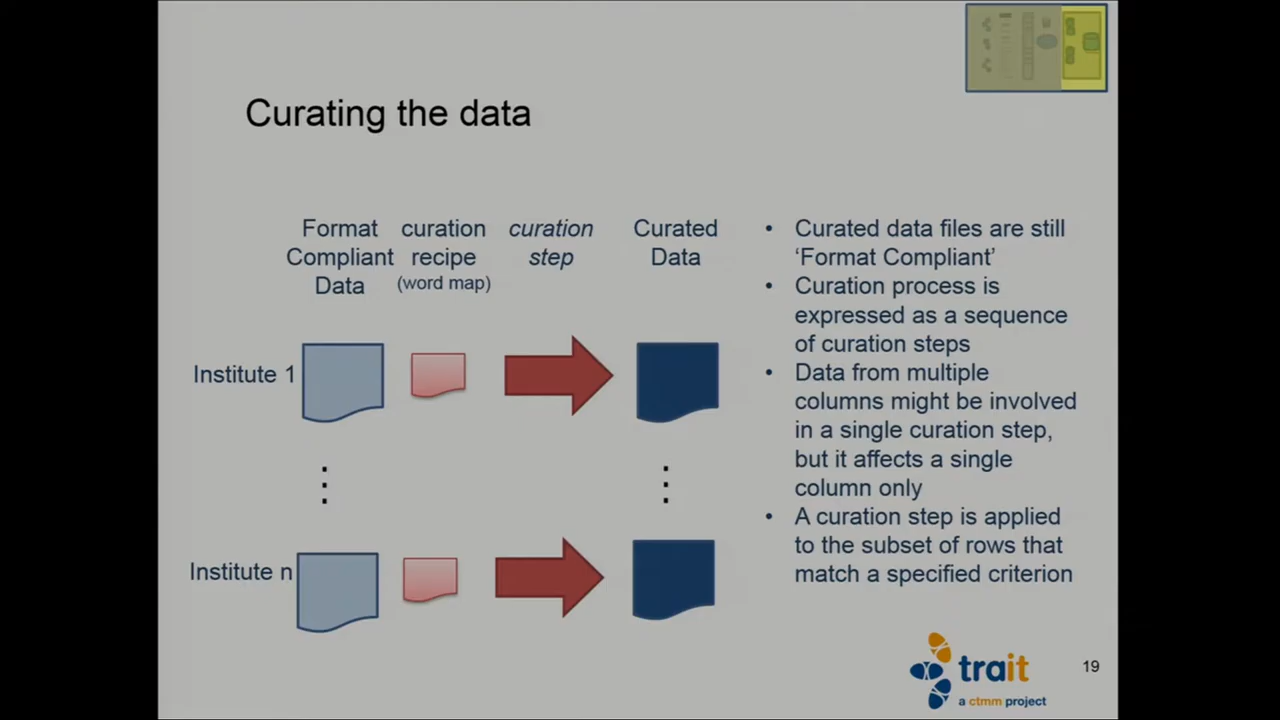 Curating the data
Format
Compliant
Data
curation
recipe
(word map)
curation
step
Curated
Data
Institute 1
Institute n
• Curated data files are still
‘Format Compliant’
• Curation process is
expressed as a sequence
of curation steps
• Data from multiple
columns might be involved
in a single curation step,
but it affects a single
column only
• A curation step is applied
to the subset of rows that
match a specified criterion
trait
a ctmm project
19